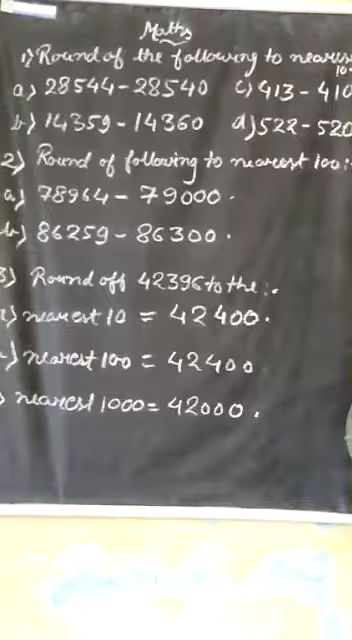 Maths
1) Round of the following to nearest 10:
a) 28544-28540 c) 413-410
b) 14359-14360 d) 522-520
2) Round of following to nearest 100:
a) 78964-79000.
b) 86259-86300.
3) Round off 42396 to the:.
nearest 10 = 42400.
nearest 100 = 42400
nearest 1000 = 42000.